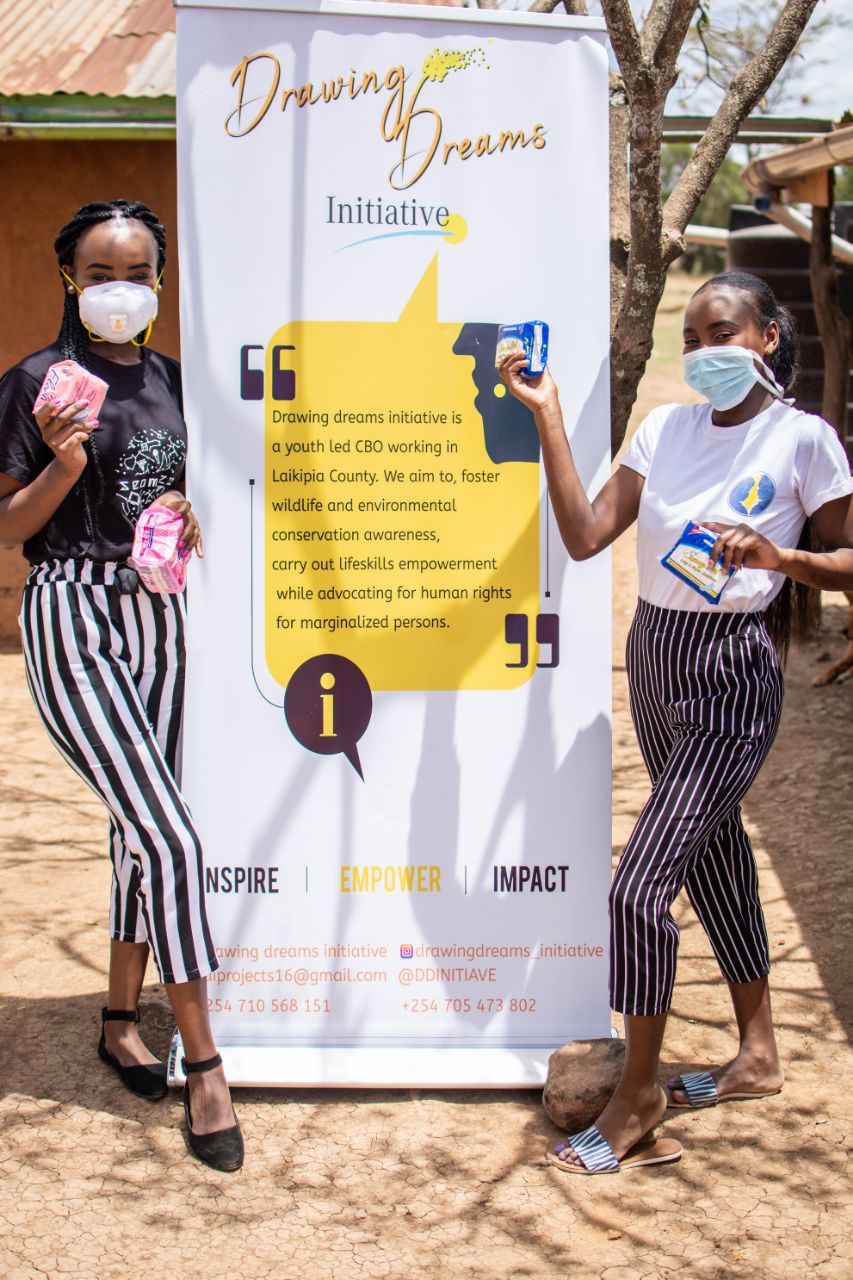 Drawing
Dreams
Initiative
Drawing dreams initiative is
a youth led CBO working in
Laikipia County. We aim to, foster
wildlife and environmental
conservation awareness,
carry out lifeskills empowerment
while advocating for human rights
for marginalized persons.
i
NSPIRE | EMPOWER | IMPACT
awing dreams initiative drawingdreams_initiative
iprojects16@gmail.com @DDINITIAVE
254 710 568 151 +254 705 473 802